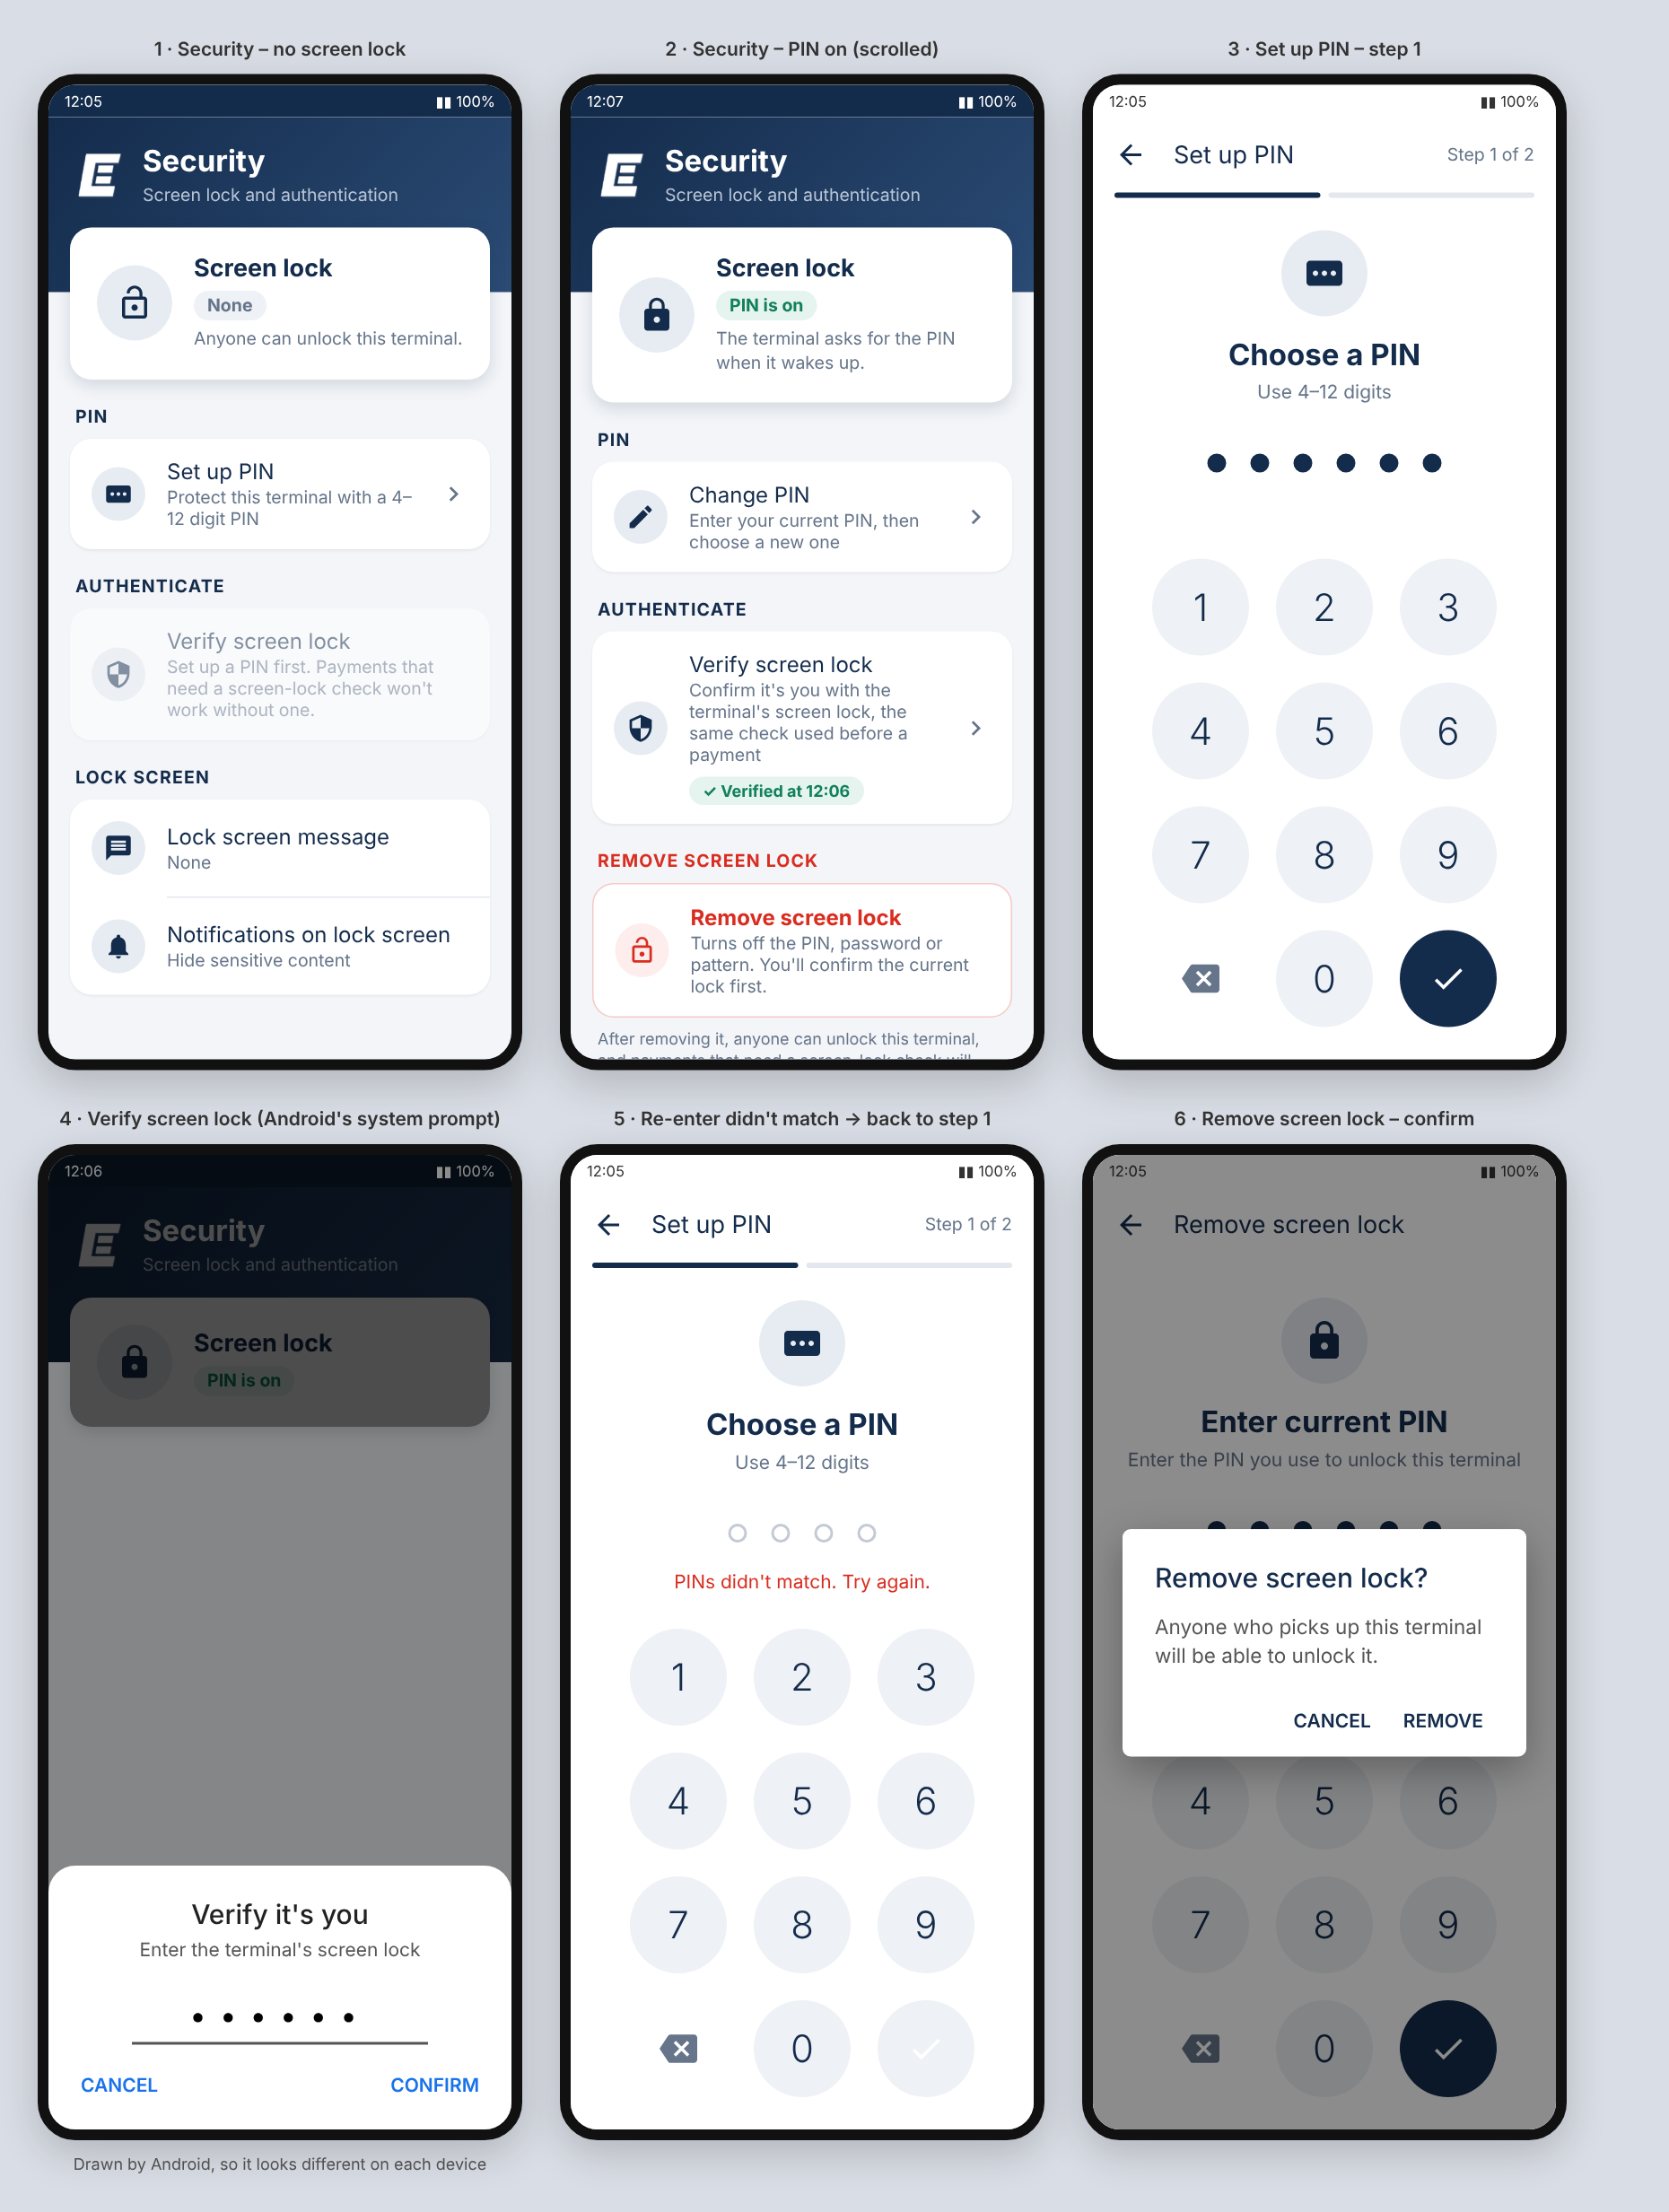 1 · Security – no screen lock
12:05
100%
E
Security
Screen lock and authentication
Screen lock
None
Anyone can unlock this terminal.
PIN
Set up PIN
Protect this terminal with a 4–
12 digit PIN
AUTHENTICATE
Verify screen lock
Set up a PIN first. Payments that
need a screen-lock check won't
work without one.
LOCK SCREEN
Lock screen message
None
Notifications on lock screen
Hide sensitive content
2 · Security – PIN on (scrolled)
12:07
100%
E
Security
Screen lock and authentication
Screen lock
PIN is on
The terminal asks for the PIN
when it wakes up.
PIN
Change PIN
Enter your current PIN, then
choose a new one
AUTHENTICATE
Verify screen lock
Confirm it's you with the
terminal's screen lock, the
same check used before a
payment
✓ Verified at 12:06
REMOVE SCREEN LOCK
Remove screen lock
Turns off the PIN, password or
pattern. You'll confirm the current
lock first.
After removing it, anyone can unlock this terminal,
and payments that need a screen-lock check will
3 · Set up PIN – step 1
12:05
100%
Set up PIN
Step 1 of 2
Choose a PIN
Use 4–12 digits
1 2 3
4 5 6
7 8 9
0
4 · Verify screen lock (Android's system prompt)
12:06
100%
E
Security
Screen lock and authentication
Screen lock
PIN is on
Verify it's you
Enter the terminal's screen lock
CANCEL
CONFIRM
Drawn by Android, so it looks different on each device
5 · Re-enter didn't match → back to step 1
12:05
100%
Set up PIN
Step 1 of 2
Choose a PIN
Use 4–12 digits
PINs didn't match. Try again.
1 2 3
4 5 6
7 8 9
0
6 · Remove screen lock – confirm
12:05
100%
Remove screen lock
Enter current PIN
Enter the PIN you use to unlock this terminal
Remove screen lock?
Anyone who picks up this terminal
will be able to unlock it.
CANCEL
REMOVE
4 5 6
7 8 9
0